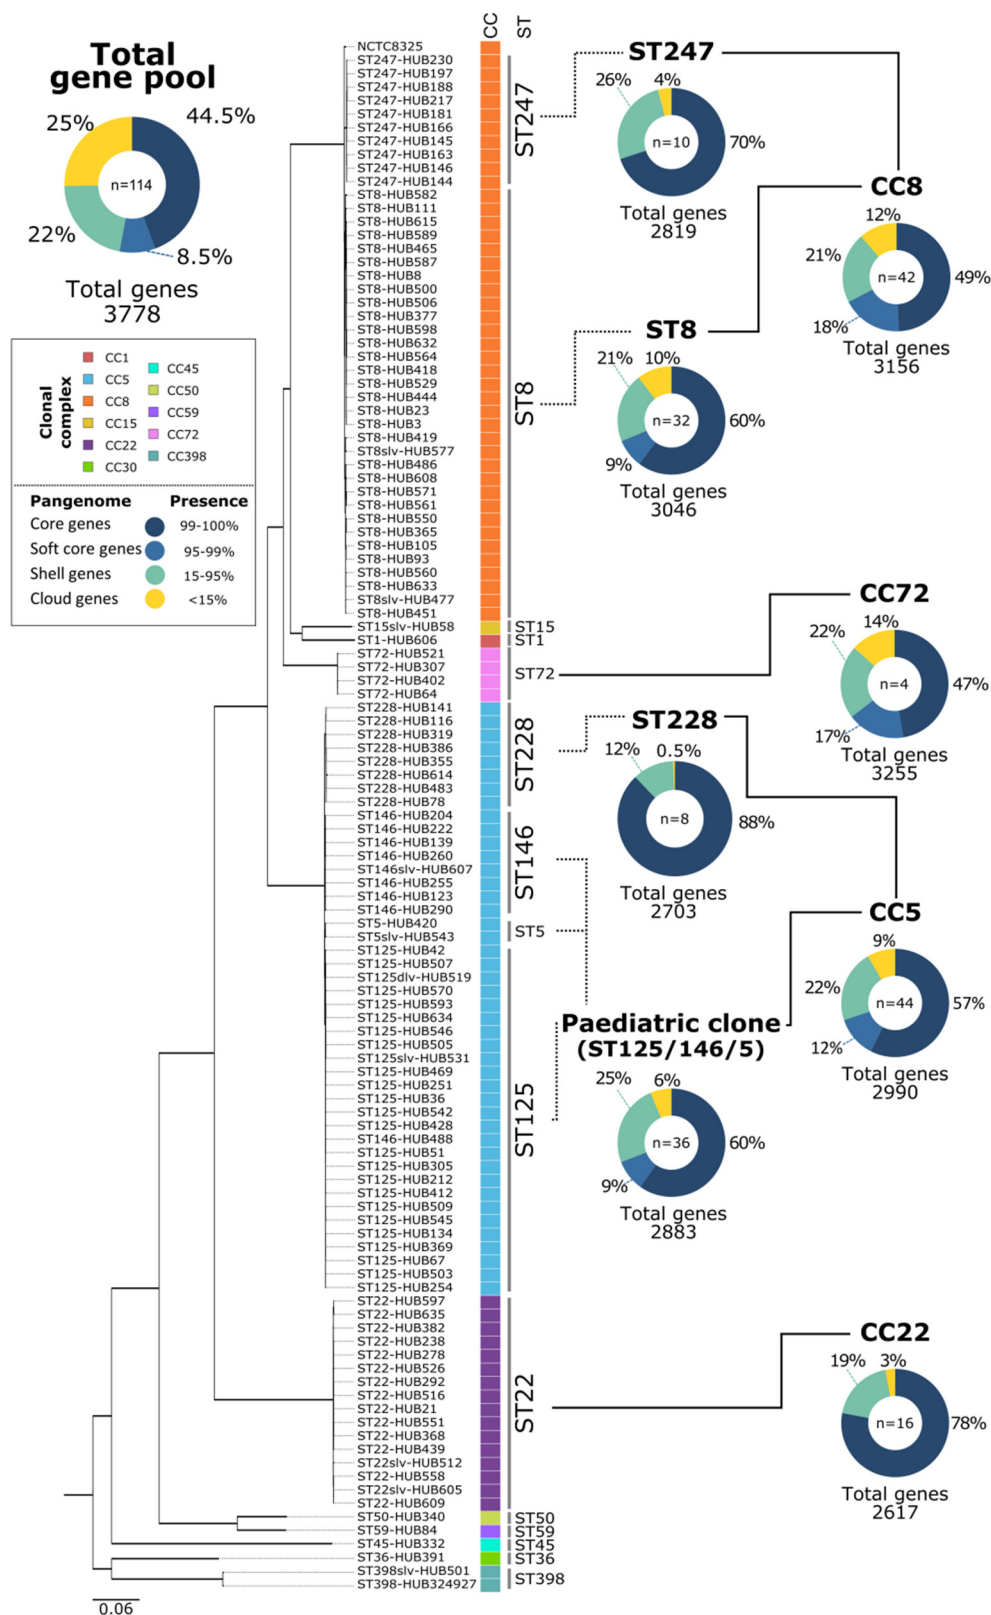 Total
gene pool
25%
44.5%
n=114
22%
8.5%
Total genes
3778
Clonal
complex
CC1
CC5
CC8
CC15
CC22
CC30
CC45
CC50
CC59
CC72
CC398
Pangenome Presence
Core genes 99-100%
Soft core genes 95-99%
Shell genes 15-95%
Cloud genes <15%
CC ST
NCTC8325
ST247-HUB230
ST247-HUB197
ST247-HUB188
ST247-HUB217
ST247-HUB181
ST247-HUB166
ST247-HUB145
ST247-HUB163
ST247-HUB146
ST247-HUB144
ST8-HUB582
ST8-HUB111
ST8-HUB615
ST8-HUB589
ST8-HUB465
ST8-HUB587
ST8-HUB8
ST8-HUB500
ST8-HUB506
ST8-HUB377
ST8-HUB598
ST8-HUB632
ST8-HUB564
ST8-HUB418
ST8-HUB529
ST8-HUB444
ST8-HUB23
ST8-HUB3
ST8-HUB419
ST8slv-HUB577
ST8-HUB486
ST8-HUB608
ST8-HUB571
ST8-HUB561
ST8-HUB550
ST8-HUB365
ST8-HUB105
ST8-HUB93
ST8-HUB560
ST8-HUB633
ST8slv-HUB477
ST8-HUB451
ST15slv-HUB58
ST1-HUB606
ST72-HUB521
ST72-HUB307
ST72-HUB402
ST72-HUB64
ST228-HUB141
ST228-HUB116
ST228-HUB319
ST228-HUB386
ST228-HUB355
ST228-HUB614
ST228-HUB483
ST228-HUB78
ST146-HUB204
ST146-HUB222
ST146-HUB139
ST146-HUB260
ST146slv-HUB607
ST146-HUB255
ST146-HUB123
ST146-HUB290
ST5-HUB420
ST5slv-HUB543
ST125-HUB42
ST125-HUB507
ST125dlv-HUB519
ST125-HUB570
ST125-HUB593
ST125-HUB634
ST125-HUB546
ST125-HUB505
ST125slv-HUB531
ST125-HUB469
ST125-HUB251
ST125-HUB36
ST125-HUB542
ST125-HUB428
ST146-HUB488
ST125-HUB51
ST125-HUB305
ST125-HUB212
ST125-HUB412
ST125-HUB509
ST125-HUB545
ST125-HUB134
ST125-HUB369
ST125-HUB67
ST125-HUB503
ST125-HUB254
ST22-HUB597
ST22-HUB635
ST22-HUB382
ST22-HUB238
ST22-HUB278
ST22-HUB526
ST22-HUB292
ST22-HUB516
ST22-HUB21
ST22-HUB551
ST22-HUB368
ST22-HUB439
ST22slv-HUB512
ST22-HUB558
ST22slv-HUB605
ST22-HUB609
ST50-HUB340
ST59-HUB84
ST45-HUB332
ST36-HUB391
ST398slv-HUB501
ST398-HUB324927
0.06
ST247
ST8
ST15
ST1
ST72
ST228
ST146
ST5
ST125
ST22
ST50
ST59
ST45
ST36
ST398
ST247
26% 4%
n=10
70%
Total genes
2819
CC8
12%
21%
n=42
49%
18%
Total genes
3156
ST8
21% 10%
n=32
60%
9%
Total genes
3046
CC72
14%
22%
n=4
47%
17%
Total genes
3255
ST228
12% 0.5%
n=8
88%
Total genes
2703
CC5
9%
22%
n=44
57%
12%
Total genes
2990
Paediatric clone
(ST125/146/5)
25% 6%
n=36
60%
9%
Total genes
2883
CC22
19% 3%
n=16
78%
Total genes
2617